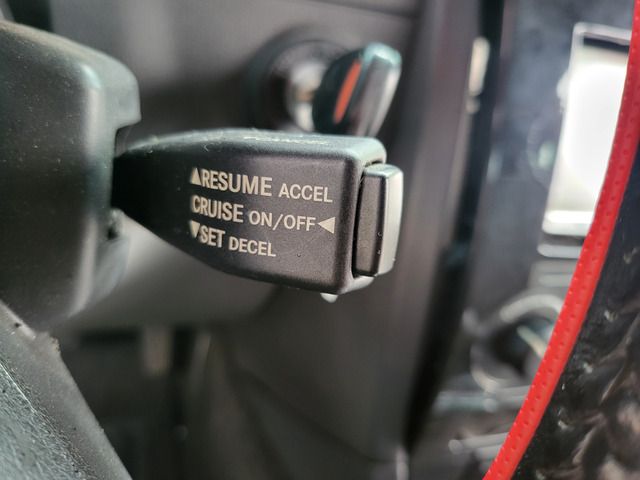 ▲RESUME ACCEL
CRUISE ON/OFF◀
▼SET DECEL